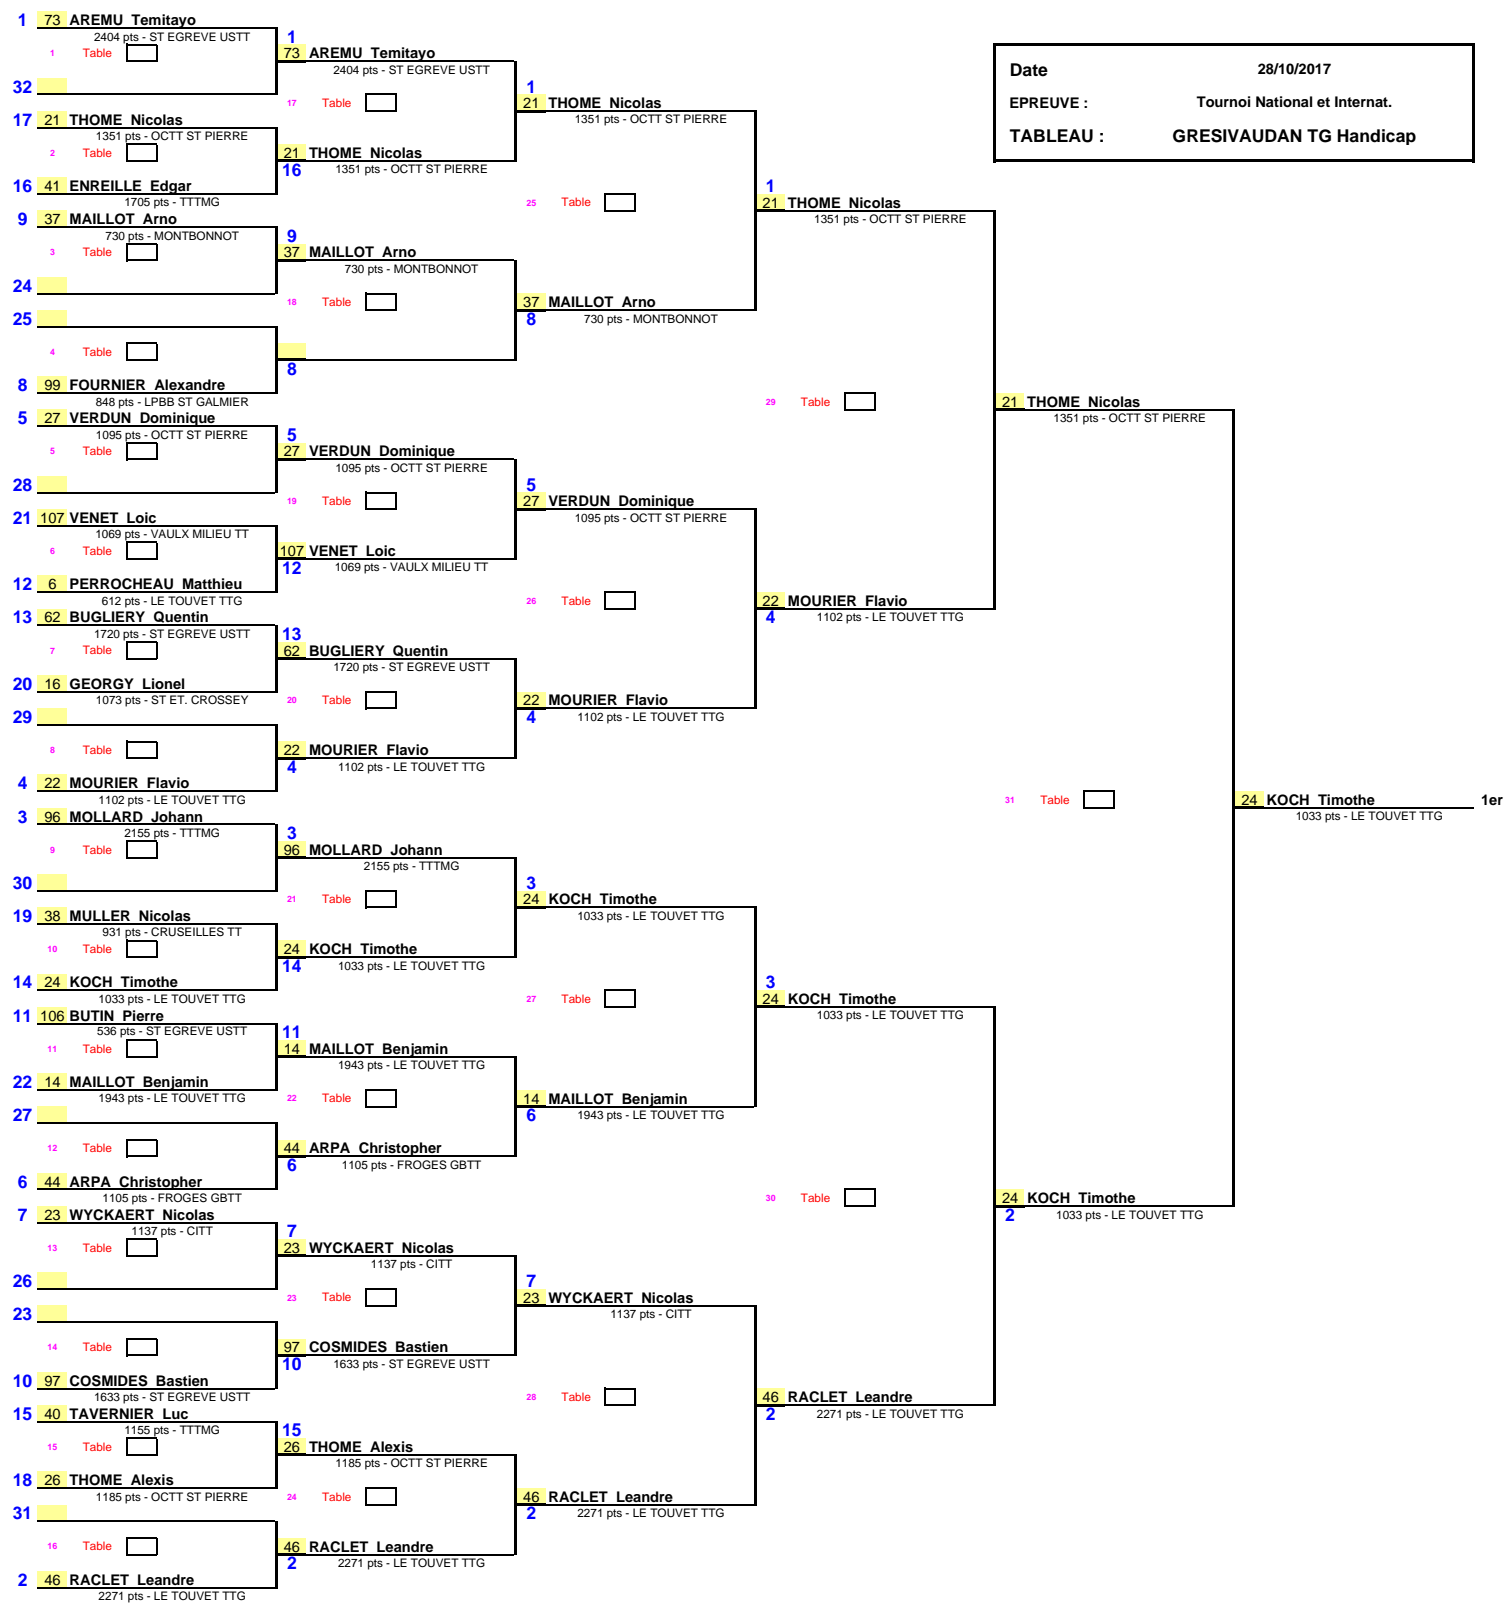 Date 28/10/2017
EPREUVE : Tournoi National et Internat.
TABLEAU : GRESIVAUDAN TG Handicap
1 73 AREMU Temitayo
2404 pts - ST EGREVE USTT
1 Table
32
17 21 THOME Nicolas
1351 pts - OCTT ST PIERRE
2 Table
16 41 ENREILLE Edgar
1705 pts - TTTMG
9 37 MAILLOT Arno
730 pts - MONTBONNOT
3 Table
24
25
4 Table
8 99 FOURNIER Alexandre
848 pts - LPBB ST GALMIER
5 27 VERDUN Dominique
1095 pts - OCTT ST PIERRE
5 Table
28
21 107 VENET Loic
1069 pts - VAULX MILIEU TT
6 Table
12 6 PERROCHEAU Matthieu
612 pts - LE TOUVET TTG
13 62 BUGLIERY Quentin
1720 pts - ST EGREVE USTT
7 Table
20 16 GEORGY Lionel
1073 pts - ST ET. CROSSEY
29
8 Table
4 22 MOURIER Flavio
1102 pts - LE TOUVET TTG
3 96 MOLLARD Johann
2155 pts - TTTMG
9 Table
30
19 38 MULLER Nicolas
931 pts - CRUSEILLES TT
10 Table
14 24 KOCH Timothe
1033 pts - LE TOUVET TTG
11 106 BUTIN Pierre
536 pts - ST EGREVE USTT
11 Table
22 14 MAILLOT Benjamin
1943 pts - LE TOUVET TTG
27
12 Table
6 44 ARPA Christopher
1105 pts - FROGES GBTT
7 23 WYCKAERT Nicolas
1137 pts - CITT
13 Table
26
23
14 Table
10 97 COSMIDES Bastien
1633 pts - ST EGREVE USTT
15 40 TAVERNIER Luc
1155 pts - TTTMG
15 Table
18 26 THOME Alexis
1185 pts - OCTT ST PIERRE
31
16 Table
2 46 RACLET Leandre
2271 pts - LE TOUVET TTG
1
73 AREMU Temitayo
2404 pts - ST EGREVE USTT
17 Table
21 THOME Nicolas
16 1351 pts - OCTT ST PIERRE
9
37 MAILLOT Arno
730 pts - MONTBONNOT
18 Table
8
5
27 VERDUN Dominique
1095 pts - OCTT ST PIERRE
19 Table
107 VENET Loic
12 1069 pts - VAULX MILIEU TT
13
62 BUGLIERY Quentin
1720 pts - ST EGREVE USTT
20 Table
22 MOURIER Flavio
4 1102 pts - LE TOUVET TTG
3
96 MOLLARD Johann
2155 pts - TTTMG
21 Table
24 KOCH Timothe
14 1033 pts - LE TOUVET TTG
11
14 MAILLOT Benjamin
1943 pts - LE TOUVET TTG
22 Table
44 ARPA Christopher
6 1105 pts - FROGES GBTT
7
23 WYCKAERT Nicolas
1137 pts - CITT
23 Table
97 COSMIDES Bastien
10 1633 pts - ST EGREVE USTT
15
26 THOME Alexis
1185 pts - OCTT ST PIERRE
24 Table
46 RACLET Leandre
2 2271 pts - LE TOUVET TTG
1
21 THOME Nicolas
1351 pts - OCTT ST PIERRE
25 Table
37 MAILLOT Arno
8 730 pts - MONTBONNOT
5
27 VERDUN Dominique
1095 pts - OCTT ST PIERRE
26 Table
22 MOURIER Flavio
4 1102 pts - LE TOUVET TTG
3
24 KOCH Timothe
1033 pts - LE TOUVET TTG
27 Table
14 MAILLOT Benjamin
6 1943 pts - LE TOUVET TTG
7
23 WYCKAERT Nicolas
1137 pts - CITT
28 Table
46 RACLET Leandre
2 2271 pts - LE TOUVET TTG
1
21 THOME Nicolas
1351 pts - OCTT ST PIERRE
29 Table
22 MOURIER Flavio
4 1102 pts - LE TOUVET TTG
3
24 KOCH Timothe
1033 pts - LE TOUVET TTG
30 Table
46 RACLET Leandre
2 2271 pts - LE TOUVET TTG
21 THOME Nicolas
1351 pts - OCTT ST PIERRE
31 Table
24 KOCH Timothe
2 1033 pts - LE TOUVET TTG
24 KOCH Timothe 1er
1033 pts - LE TOUVET TTG